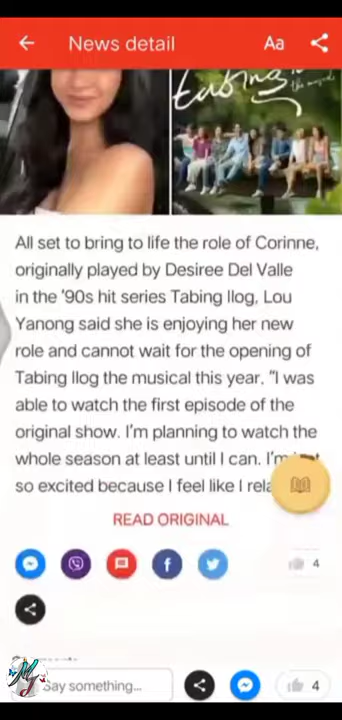 News detail
Aa
Tabing
the musical
All set to bring to life the role of Corinne,
originally played by Desiree Del Valle
in the '90s hit series Tabing Ilog, Lou
Yanong said she is enjoying her new
role and cannot wait for the opening of
Tabing Ilog the musical this year. "I was
able to watch the first episode of the
original show. I'm planning to watch the
whole season at least until I can. I'm
so excited because I feel like I
READ ORIGINAL
4
Say something...
4